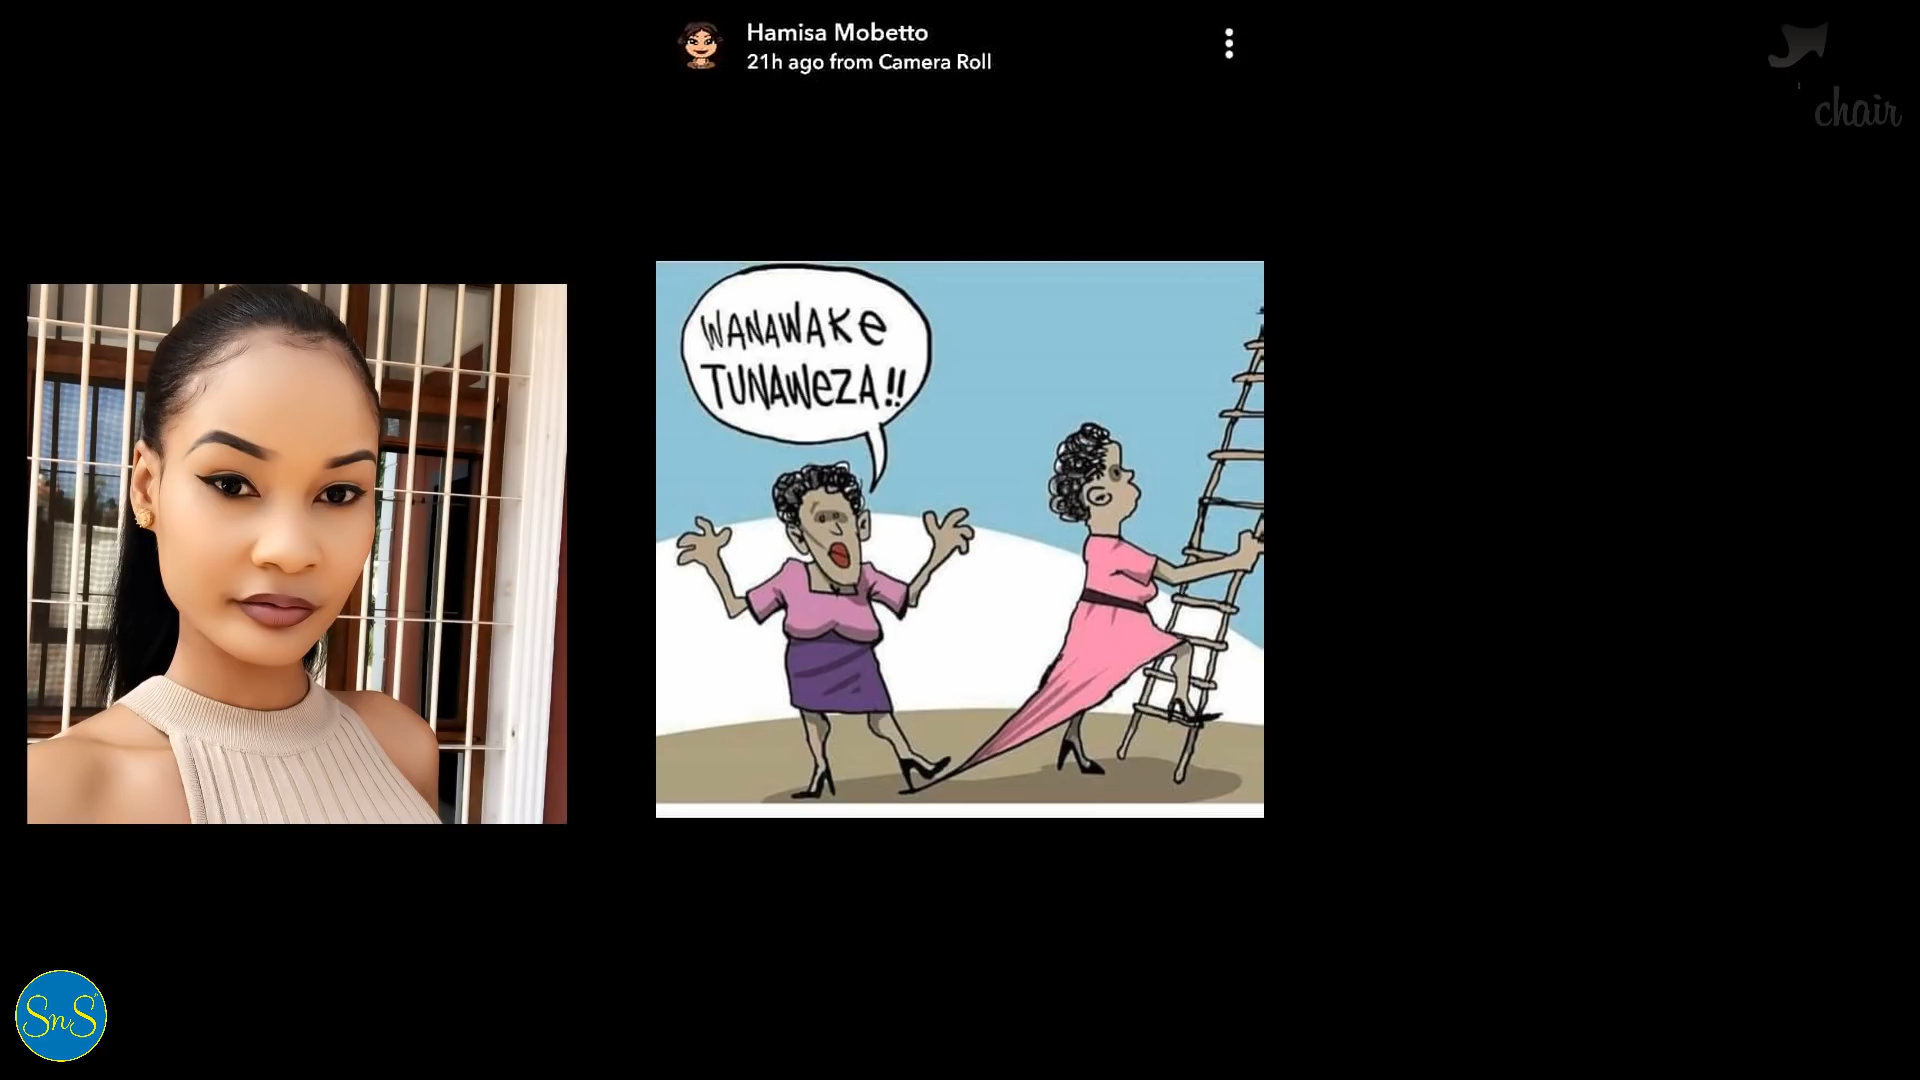 Hamisa Mobetto
21h ago from Camera Roll
chair
WANAWAKE
TUNAWEZA!!
SnS